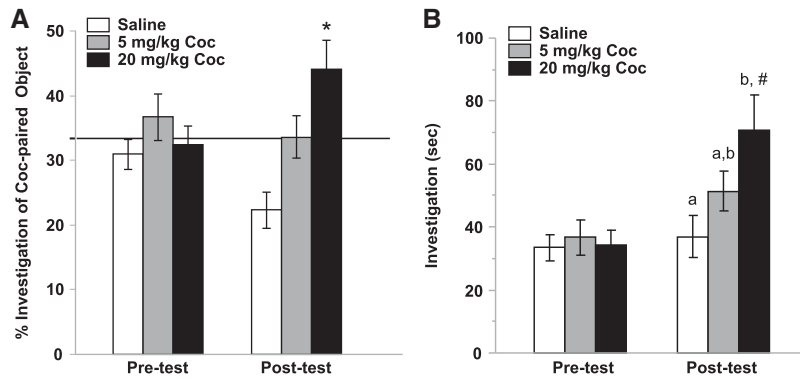 A
% Investigation of Coc-paired Object
50
40
30
20
10
0
Saline
5 mg/kg Coc
20 mg/kg Coc
*
Pre-test
Post-test
B
Investigation (sec)
100
80
60
40
20
0
Saline
5 mg/kg Coc
20 mg/kg Coc
a
a,b
b, #
Pre-test
Post-test